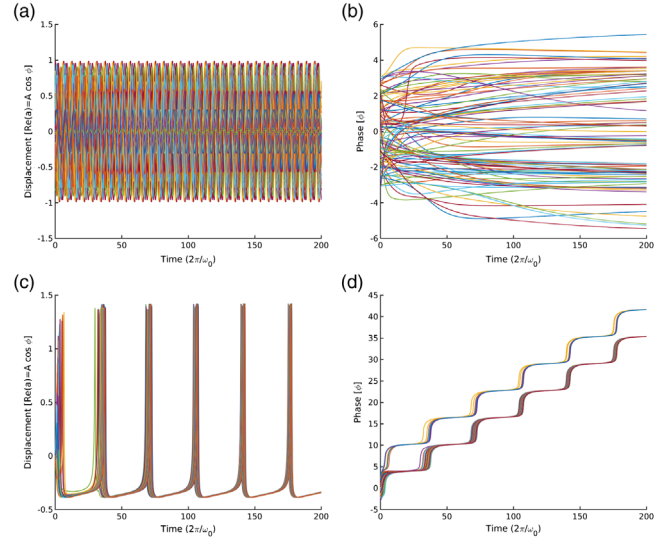 (a)
Displacement [Re(a)=A cos ϕ]
1.5
1
0.5
0
-0.5
-1
-1.5
0 50 100 150 200
Time (2π/ω₀)
(b)
Phase [ϕ]
6
4
2
0
-2
-4
-6
0 50 100 150 200
Time (2π/ω₀)
(c)
Displacement [Re(a)=A cos ϕ]
1.5
1
0.5
0
-0.5
0 50 100 150 200
Time (2π/ω₀)
(d)
Phase [ϕ]
45
40
35
30
25
20
15
10
5
0
-5
0 50 100 150 200
Time (2π/ω₀)